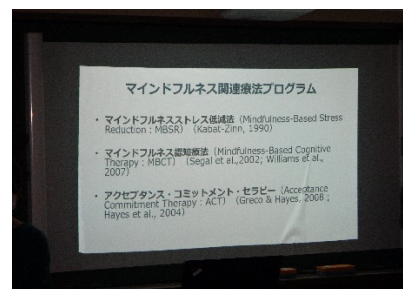 マインドフルネス関連療法プログラム
・マインドフルネスストレス低減法（Mindfulness-Based Stress
Reduction : MBSR）（Kabat-Zinn, 1990）
・マインドフルネス認知療法（Mindfulness-Based Cognitive
Therapy : MBCT）（Segal et al.,2002; Williams et al.,
2007）
・アクセプタンス・コミットメント・セラピー（Acceptance
Commitment Therapy : ACT）（Greco & Hayes, 2008 ;
Hayes et al., 2004）